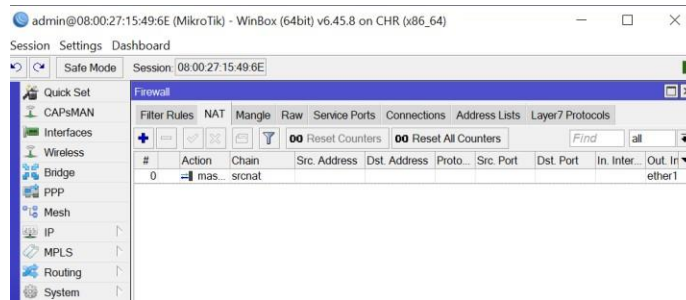 admin@08:00:27:15:49:6E (MikroTik) - WinBox (64bit) v6.45.8 on CHR (x86_64)
Session Settings Dashboard
Safe Mode Session: 08:00:27:15:49:6E
Quick Set
CAPsMAN
Interfaces
Wireless
Bridge
PPP
Mesh
IP
MPLS
Routing
System
Firewall
Filter Rules NAT Mangle Raw Service Ports Connections Address Lists Layer7 Protocols
00 Reset Counters 00 Reset All Counters Find all
# Action Chain Src. Address Dst. Address Proto... Src. Port Dst. Port In. Inter... Out. In
0 mas... srcnat ether1